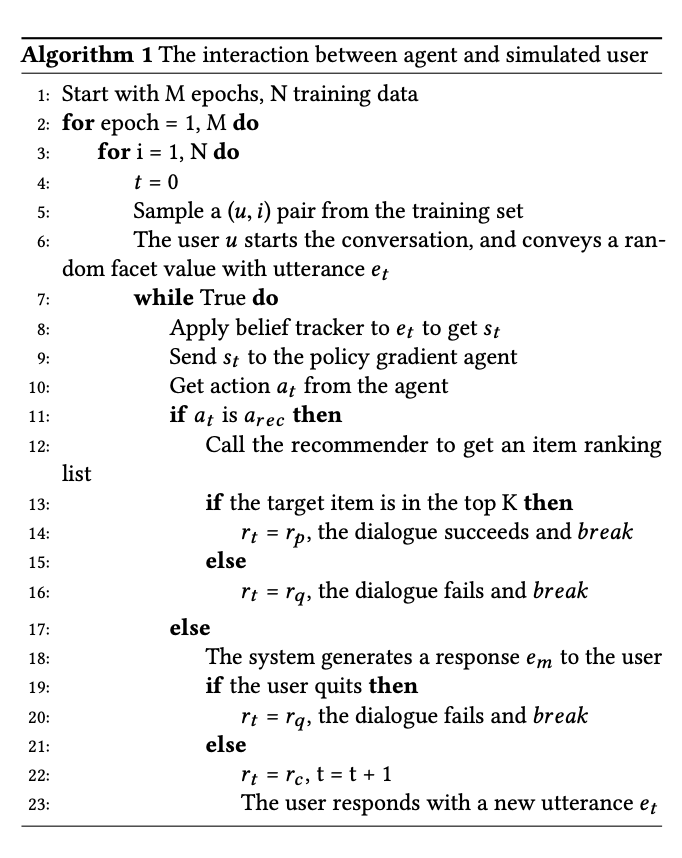 Algorithm 1 The interaction between agent and simulated user
1: Start with M epochs, N training data
2: for epoch = 1, M do
3: for i = 1, N do
4: t = 0
5: Sample a (u, i) pair from the training set
6: The user u starts the conversation, and conveys a ran-
dom facet value with utterance e_t
7: while True do
8: Apply belief tracker to e_t to get s_t
9: Send s_t to the policy gradient agent
10: Get action a_t from the agent
11: if a_t is a_rec then
12: Call the recommender to get an item ranking
list
13: if the target item is in the top K then
14: r_t = r_p, the dialogue succeeds and break
15: else
16: r_t = r_q, the dialogue fails and break
17: else
18: The system generates a response e_m to the user
19: if the user quits then
20: r_t = r_q, the dialogue fails and break
21: else
22: r_t = r_c, t = t + 1
23: The user responds with a new utterance e_t